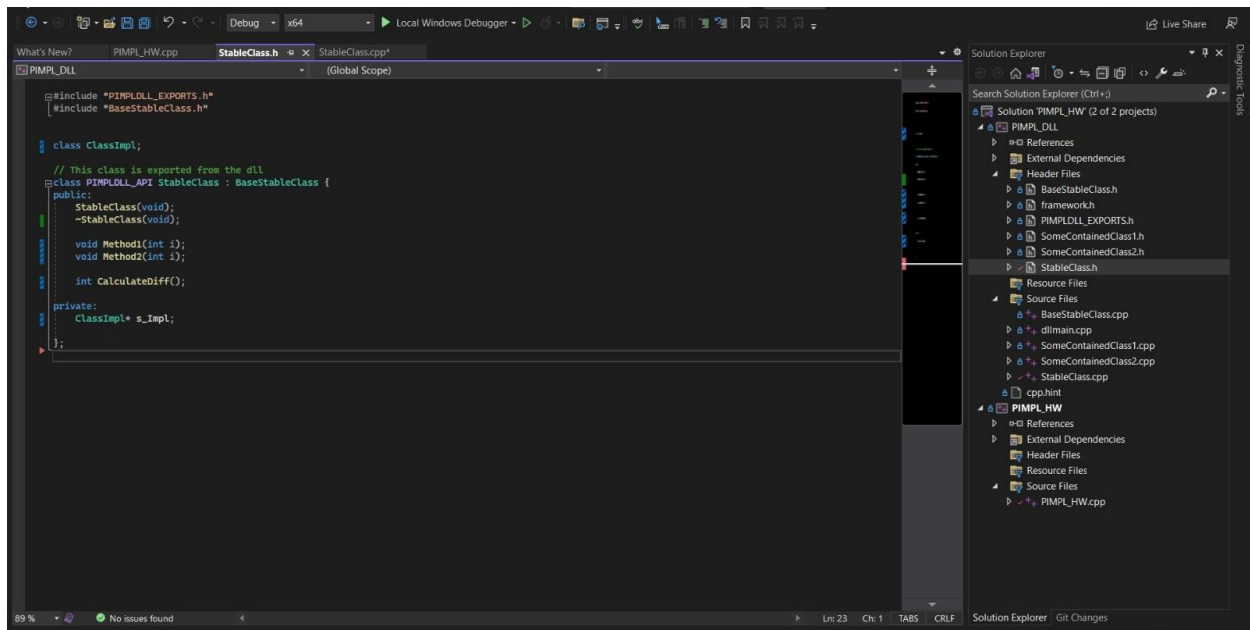 Debug x64 Local Windows Debugger Live Share
What's New? PIMPL_HW.cpp StableClass.h StableClass.cpp*
PIMPL_DLL (Global Scope)
#include "PIMPLDLL_EXPORTS.h"
#include "BaseStableClass.h"
class ClassImpl;
// This class is exported from the dll
class PIMPLDLL_API StableClass : BaseStableClass {
public:
StableClass(void);
~StableClass(void);
void Method1(int i);
void Method2(int i);
int CalculateDiff();
private:
ClassImpl* s_Impl;
};
89 % No issues found Ln: 23 Ch: 1 TABS CRLF
Solution Explorer
Search Solution Explorer (Ctrl+;)
Solution 'PIMPL_HW' (2 of 2 projects)
PIMPL_DLL
References
External Dependencies
Header Files
BaseStableClass.h
framework.h
PIMPLDLL_EXPORTS.h
SomeContainedClass1.h
SomeContainedClass2.h
StableClass.h
Resource Files
Source Files
BaseStableClass.cpp
dllmain.cpp
SomeContainedClass1.cpp
SomeContainedClass2.cpp
StableClass.cpp
cpp.hint
PIMPL_HW
References
External Dependencies
Header Files
Resource Files
Source Files
PIMPL_HW.cpp
Solution Explorer Git Changes
Diagnostic Tools